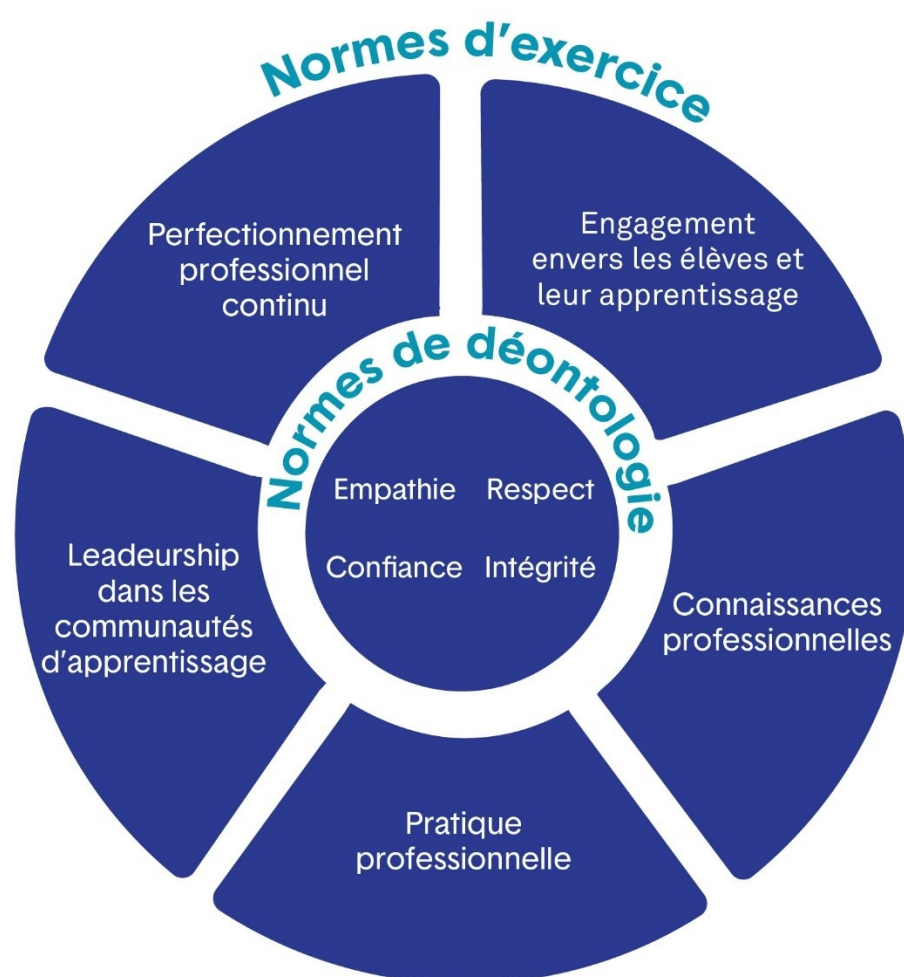 Normes d'exercice
Perfectionnement
professionnel
continu
Engagement
envers les élèves et
leur apprentissage
Normes de déontologie
Empathie Respect
Confiance Intégrité
Leadeurship
dans les
communautés
d'apprentissage
Connaissances
professionnelles
Pratique
professionnelle